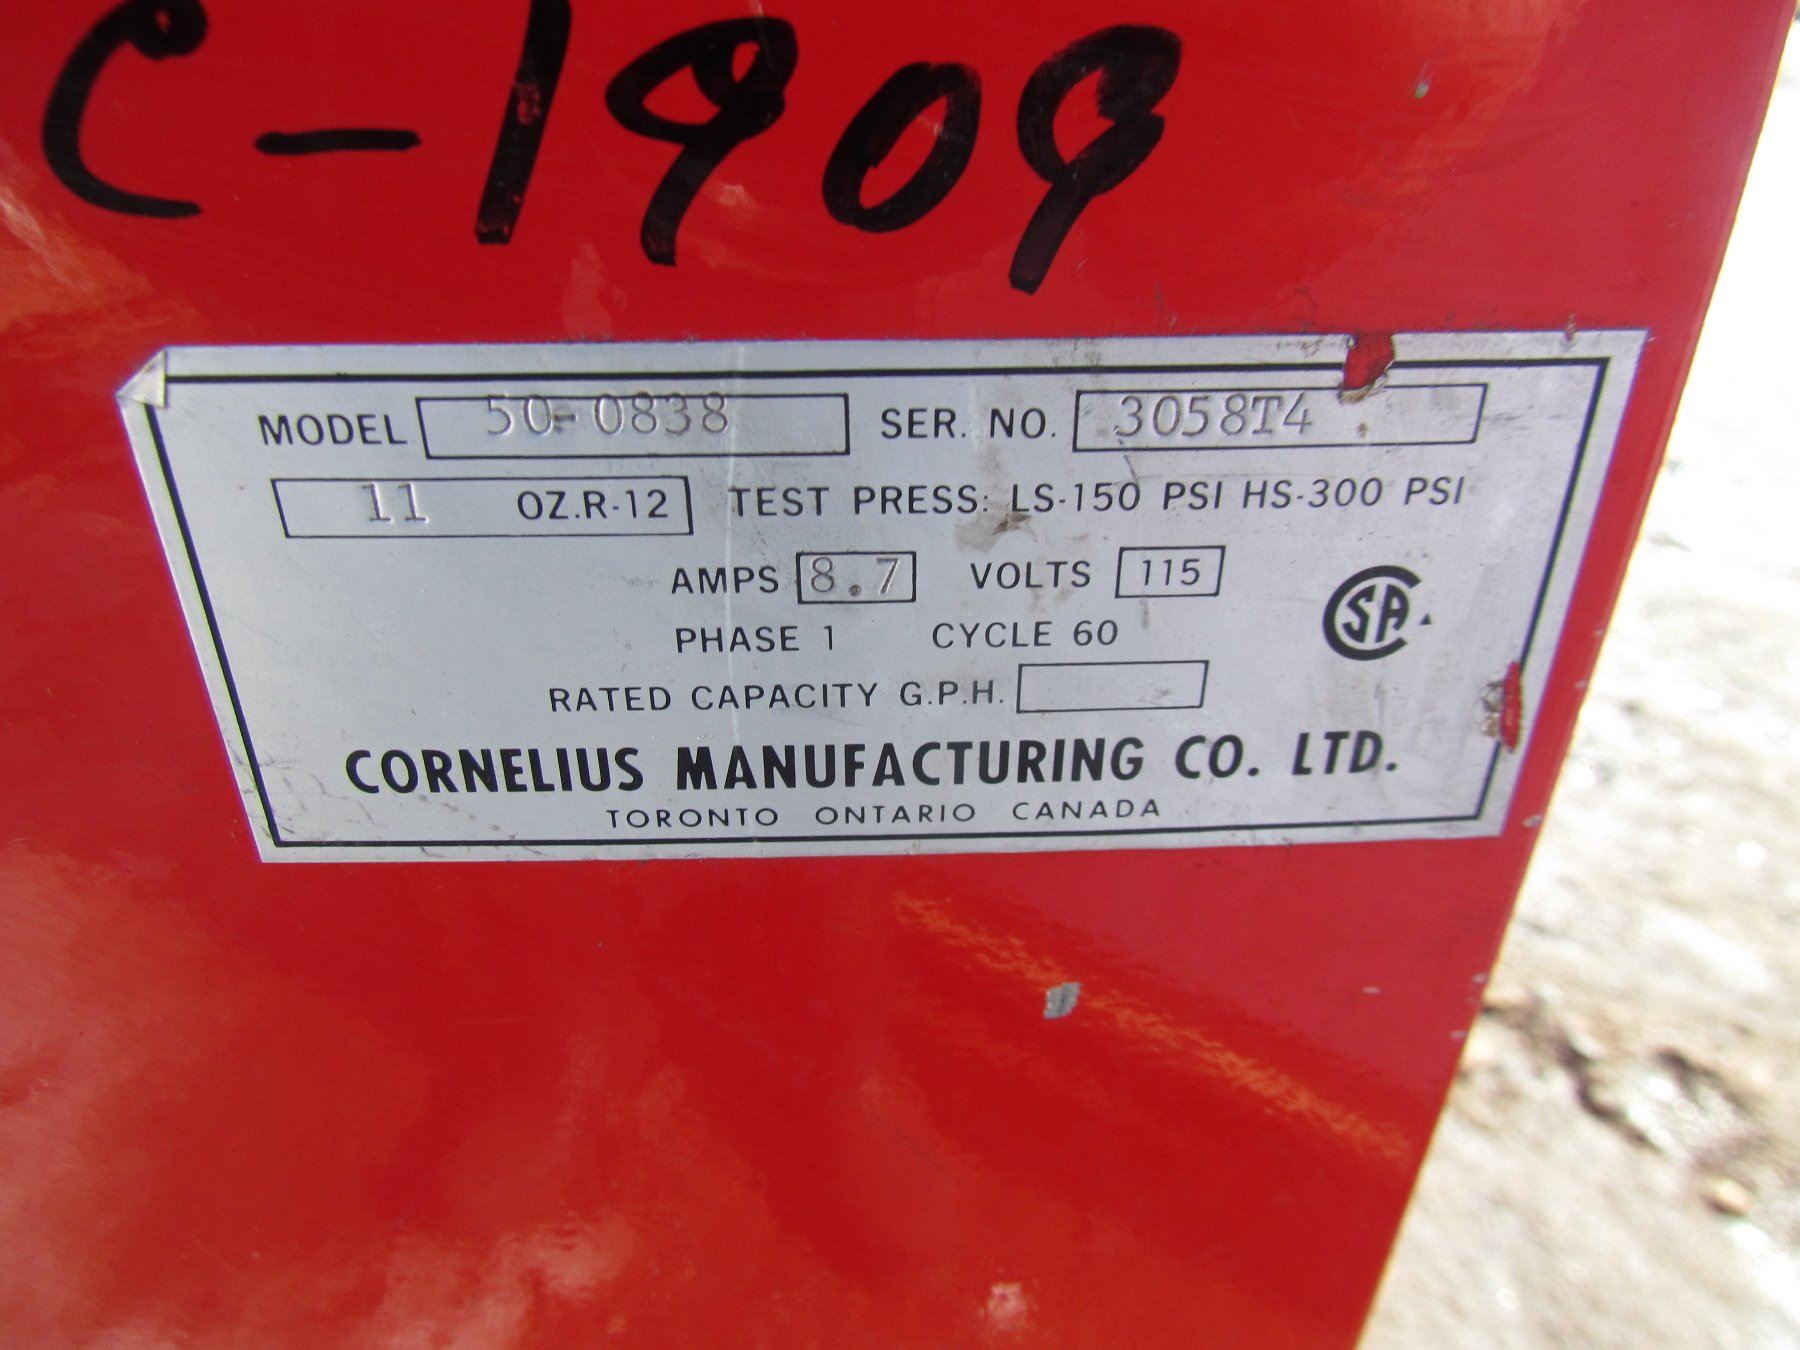 C-1909
MODEL 50-0838 SER. NO. 3058T4
11 OZ.R-12 TEST PRESS: LS-150 PSI HS-300 PSI
AMPS 8.7 VOLTS 115
PHASE 1 CYCLE 60
CSA
RATED CAPACITY G.P.H.
CORNELIUS MANUFACTURING CO. LTD.
TORONTO ONTARIO CANADA